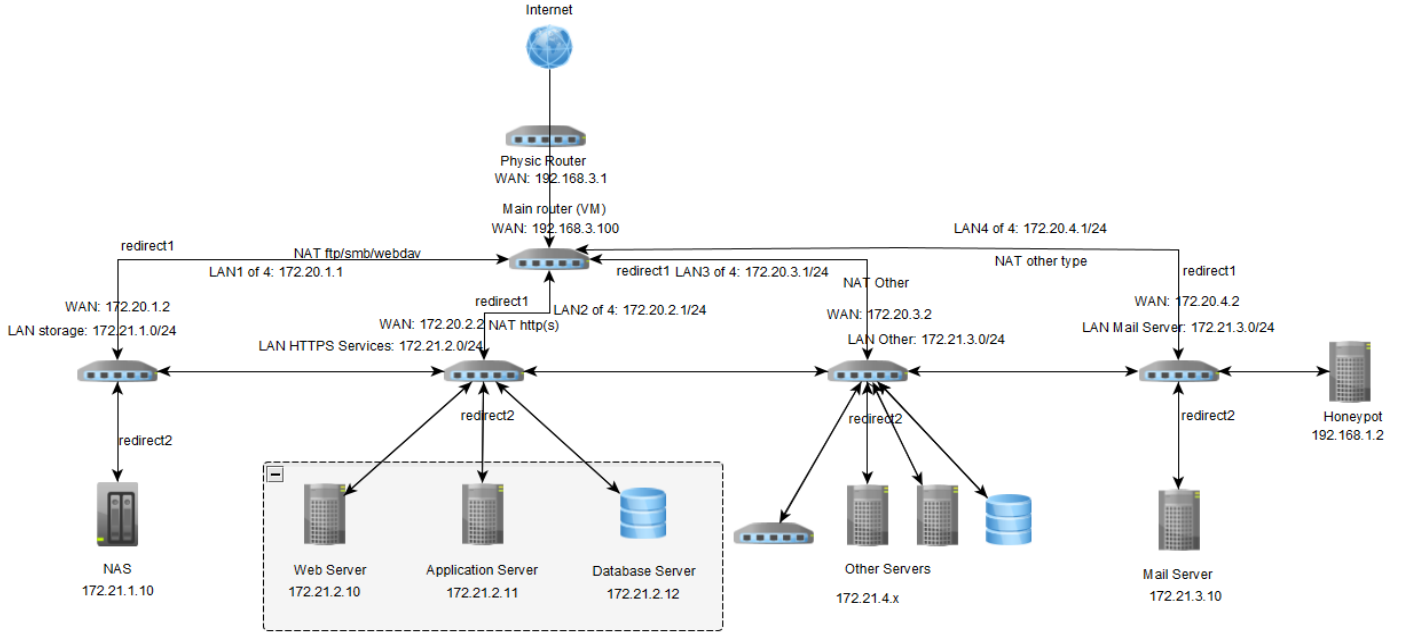 Internet
Physic Router
WAN: 192.168.3.1
Main router (VM)
WAN: 192.168.3.100
LAN4 of 4: 172.20.4.1/24
redirect1
NAT ftp/smb/webdav
NAT other type
LAN1 of 4: 172.20.1.1
redirect1
LAN3 of 4: 172.20.3.1/24
redirect1
NAT Other
redirect1
LAN2 of 4: 172.20.2.1/24
WAN: 172.20.1.2
WAN: 172.20.2.2
NAT http(s)
WAN: 172.20.3.2
WAN: 172.20.4.2
LAN storage: 172.21.1.0/24
LAN HTTPS Services: 172.21.2.0/24
LAN Other: 172.21.3.0/24
LAN Mail Server: 172.21.3.0/24
Honeypot
192.168.1.2
redirect2
redirect2
redirect2
redirect2
NAS
172.21.1.10
Web Server
172.21.2.10
Application Server
172.21.2.11
Database Server
172.21.2.12
Other Servers
172.21.4.x
Mail Server
172.21.3.10